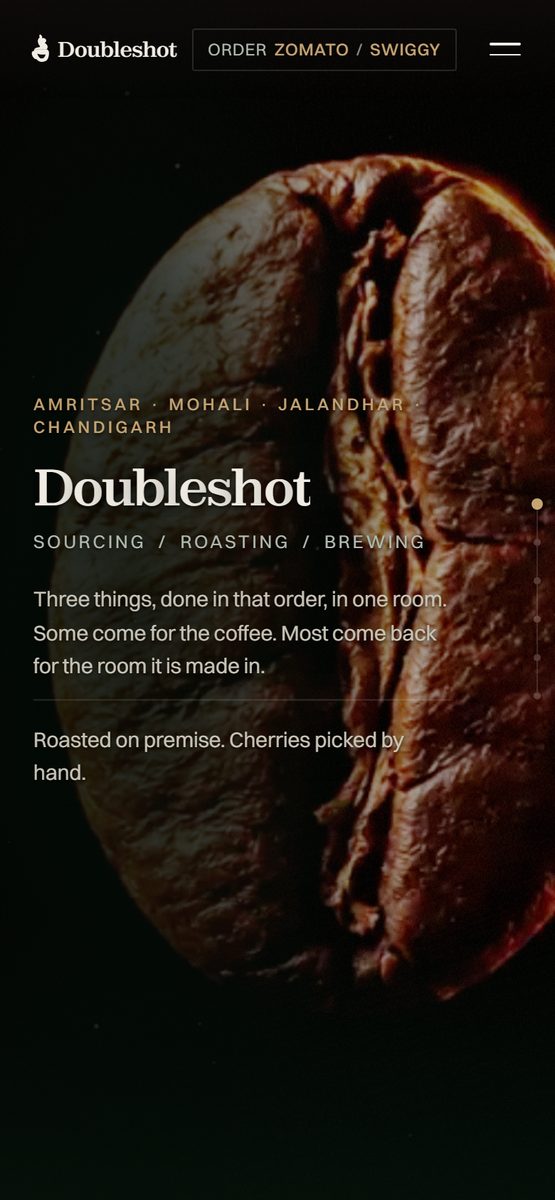 Doubleshot
ORDER ZOMATO / SWIGGY
AMRITSAR · MOHALI · JALANDHAR ·
CHANDIGARH
Doubleshot
SOURCING / ROASTING / BREWING
Three things, done in that order, in one room.
Some come for the coffee. Most come back
for the room it is made in.
Roasted on premise. Cherries picked by
hand.